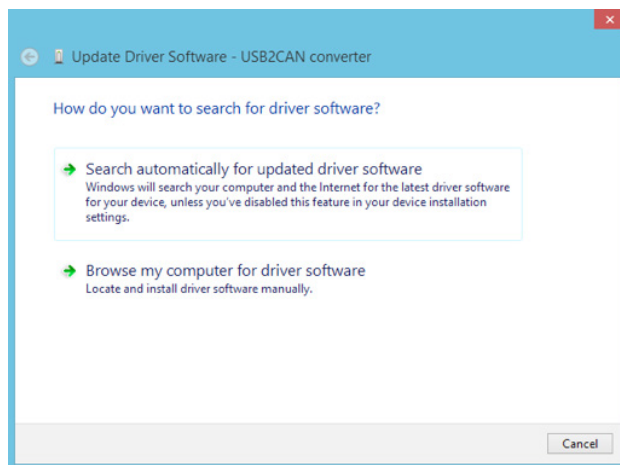 Update Driver Software - USB2CAN converter
How do you want to search for driver software?
Search automatically for updated driver software
Windows will search your computer and the Internet for the latest driver software
for your device, unless you've disabled this feature in your device installation
settings.
Browse my computer for driver software
Locate and install driver software manually.
Cancel